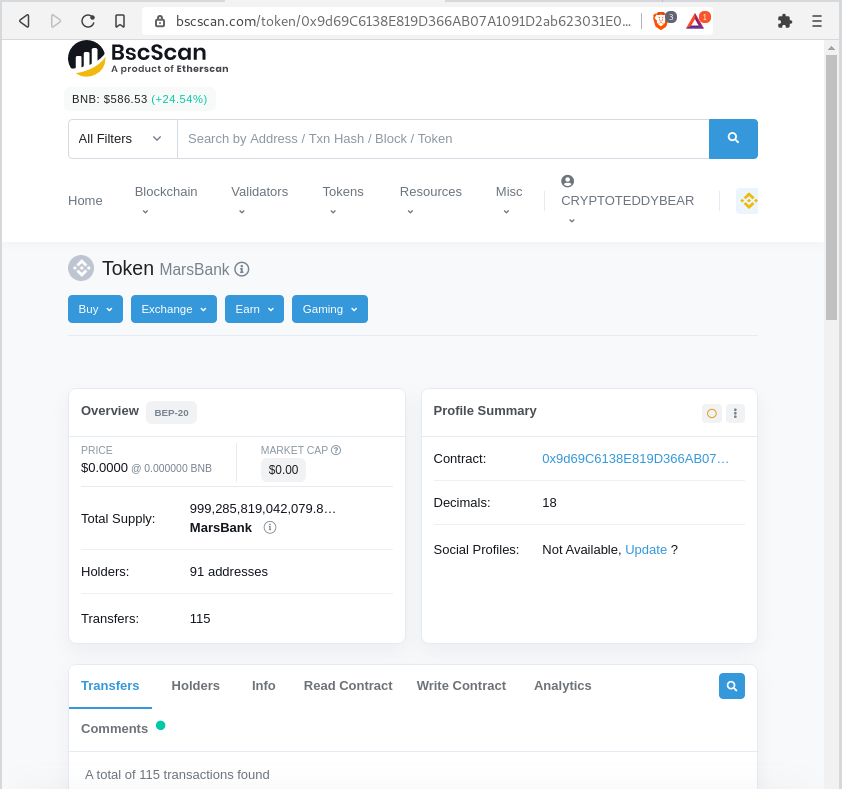 bscscan.com/token/0x9d69C6138E819D366AB07A1091D2ab623031E0...
3
1
BscScan
A product of Etherscan
BNB: $586.53 (+24.54%)
All Filters
Search by Address / Txn Hash / Block / Token
Home
Blockchain
Validators
Tokens
Resources
Misc
CRYPTOTEDDYBEAR
Token MarsBank
Buy
Exchange
Earn
Gaming
Overview BEP-20
PRICE
$0.0000 @ 0.000000 BNB
MARKET CAP
$0.00
Total Supply:
999,285,819,042,079.8...
MarsBank
Holders:
91 addresses
Transfers:
115
Profile Summary
Contract:
0x9d69C6138E819D366AB07...
Decimals:
18
Social Profiles:
Not Available, Update ?
Transfers
Holders
Info
Read Contract
Write Contract
Analytics
Comments
A total of 115 transactions found